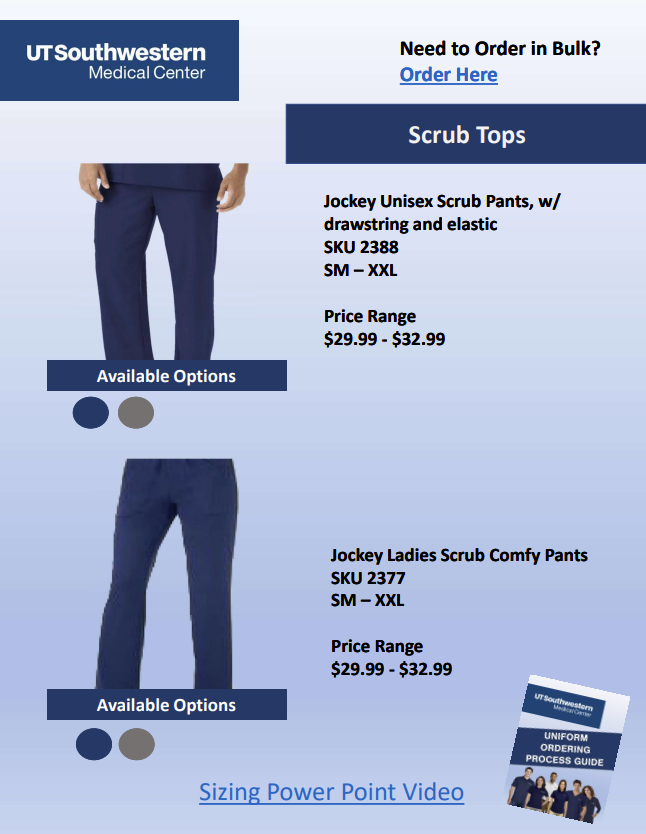 UTSouthwestern
Medical Center
Need to Order in Bulk?
Order Here
Scrub Tops
Jockey Unisex Scrub Pants, w/
drawstring and elastic
SKU 2388
SM – XXL
Price Range
$29.99 - $32.99
Available Options
Jockey Ladies Scrub Comfy Pants
SKU 2377
SM – XXL
Price Range
$29.99 - $32.99
Available Options
UTSouthwestern
Medical Center
UNIFORM
ORDERING
PROCESS GUIDE
Sizing Power Point Video